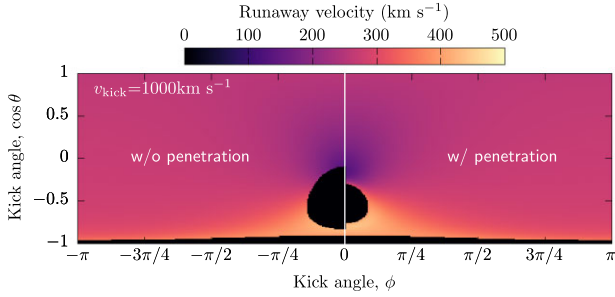 Runaway velocity (km s⁻¹)
0 100 200 300 400 500
v_kick=1000km s⁻¹
w/o penetration
w/ penetration
Kick angle, cos θ
1
0.5
0
−0.5
−1
−π −3π/4 −π/2 −π/4 0 π/4 π/2 3π/4 π
Kick angle, ϕ